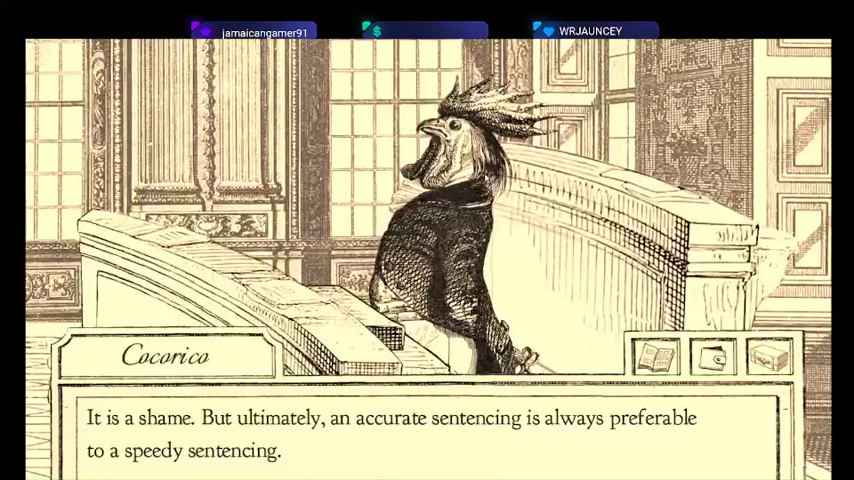 jamaicangamer91
$
WRJAUNCEY
Cocorico
It is a shame. But ultimately, an accurate sentencing is always preferable
to a speedy sentencing.